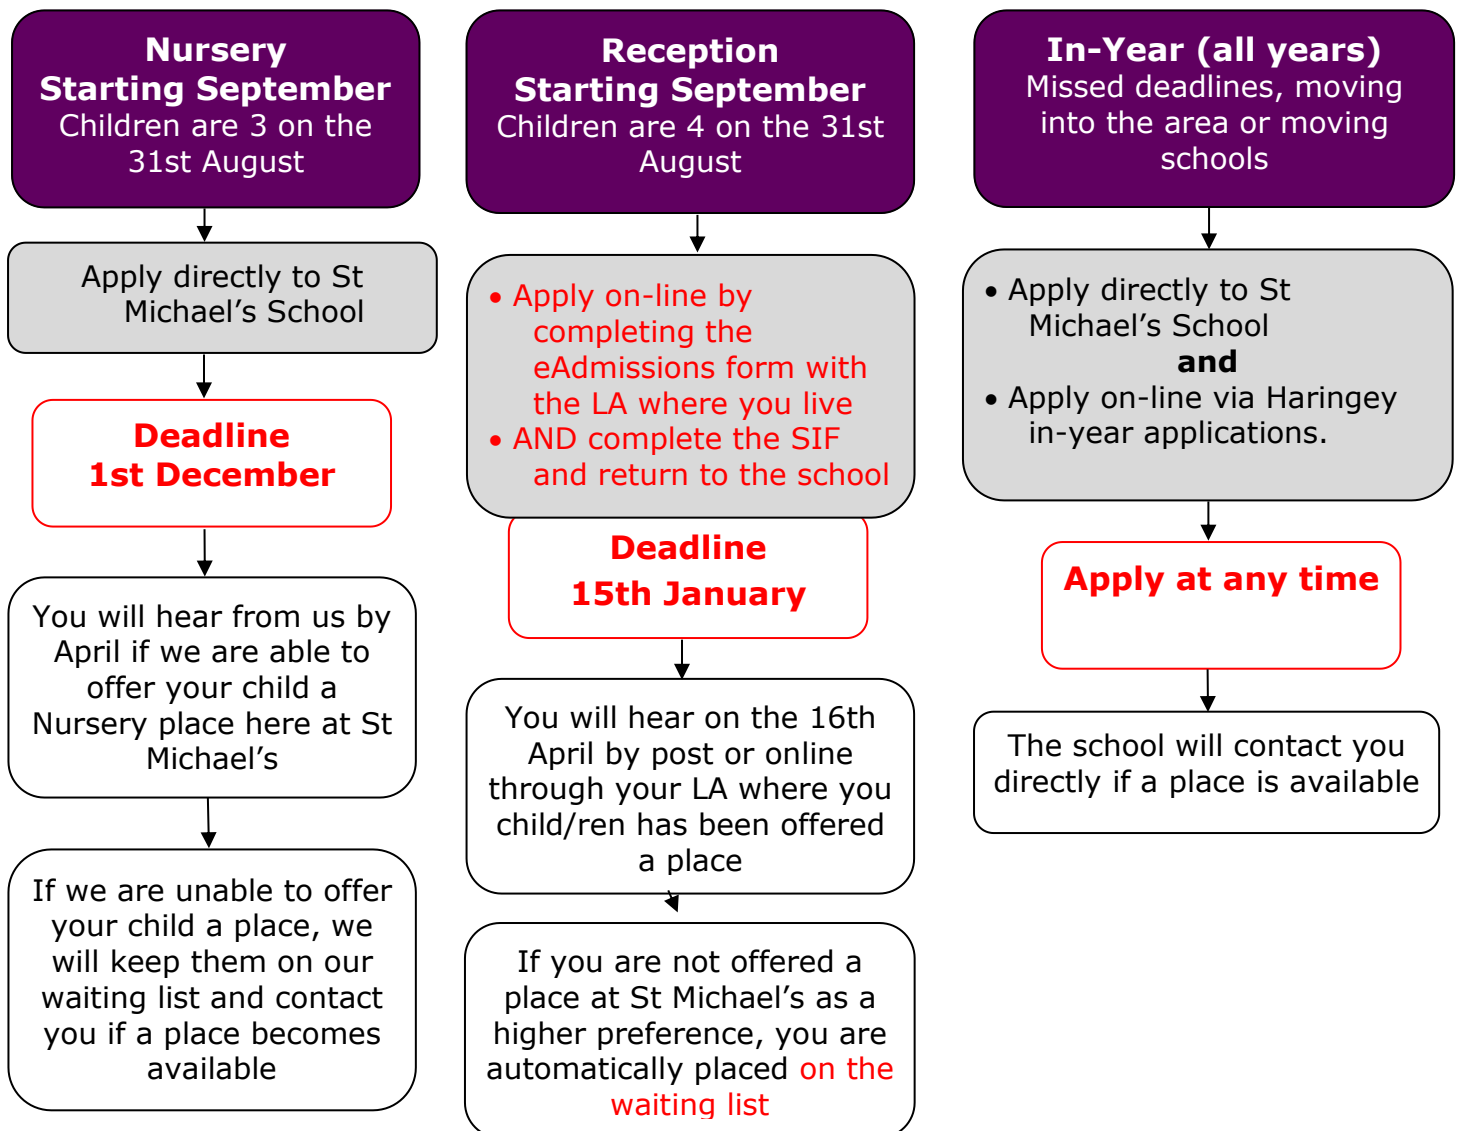 Nursery
Starting September
Children are 3 on the
31st August
Apply directly to St
Michael’s School
Deadline
1st December
You will hear from us by
April if we are able to
offer your child a
Nursery place here at St
Michael’s
If we are unable to offer
your child a place, we
will keep them on our
waiting list and contact
you if a place becomes
available
Reception
Starting September
Children are 4 on the 31st
August
• Apply on-line by
completing the
eAdmissions form with
the LA where you live
• AND complete the SIF
and return to the school
Deadline
15th January
You will hear on the 16th
April by post or online
through your LA where you
child/ren has been offered
a place
If you are not offered a
place at St Michael’s as a
higher preference, you are
automatically placed on the
waiting list
In-Year (all years)
Missed deadlines, moving
into the area or moving
schools
• Apply directly to St
Michael’s School
and
• Apply on-line via Haringey
in-year applications.
Apply at any time
The school will contact you
directly if a place is available